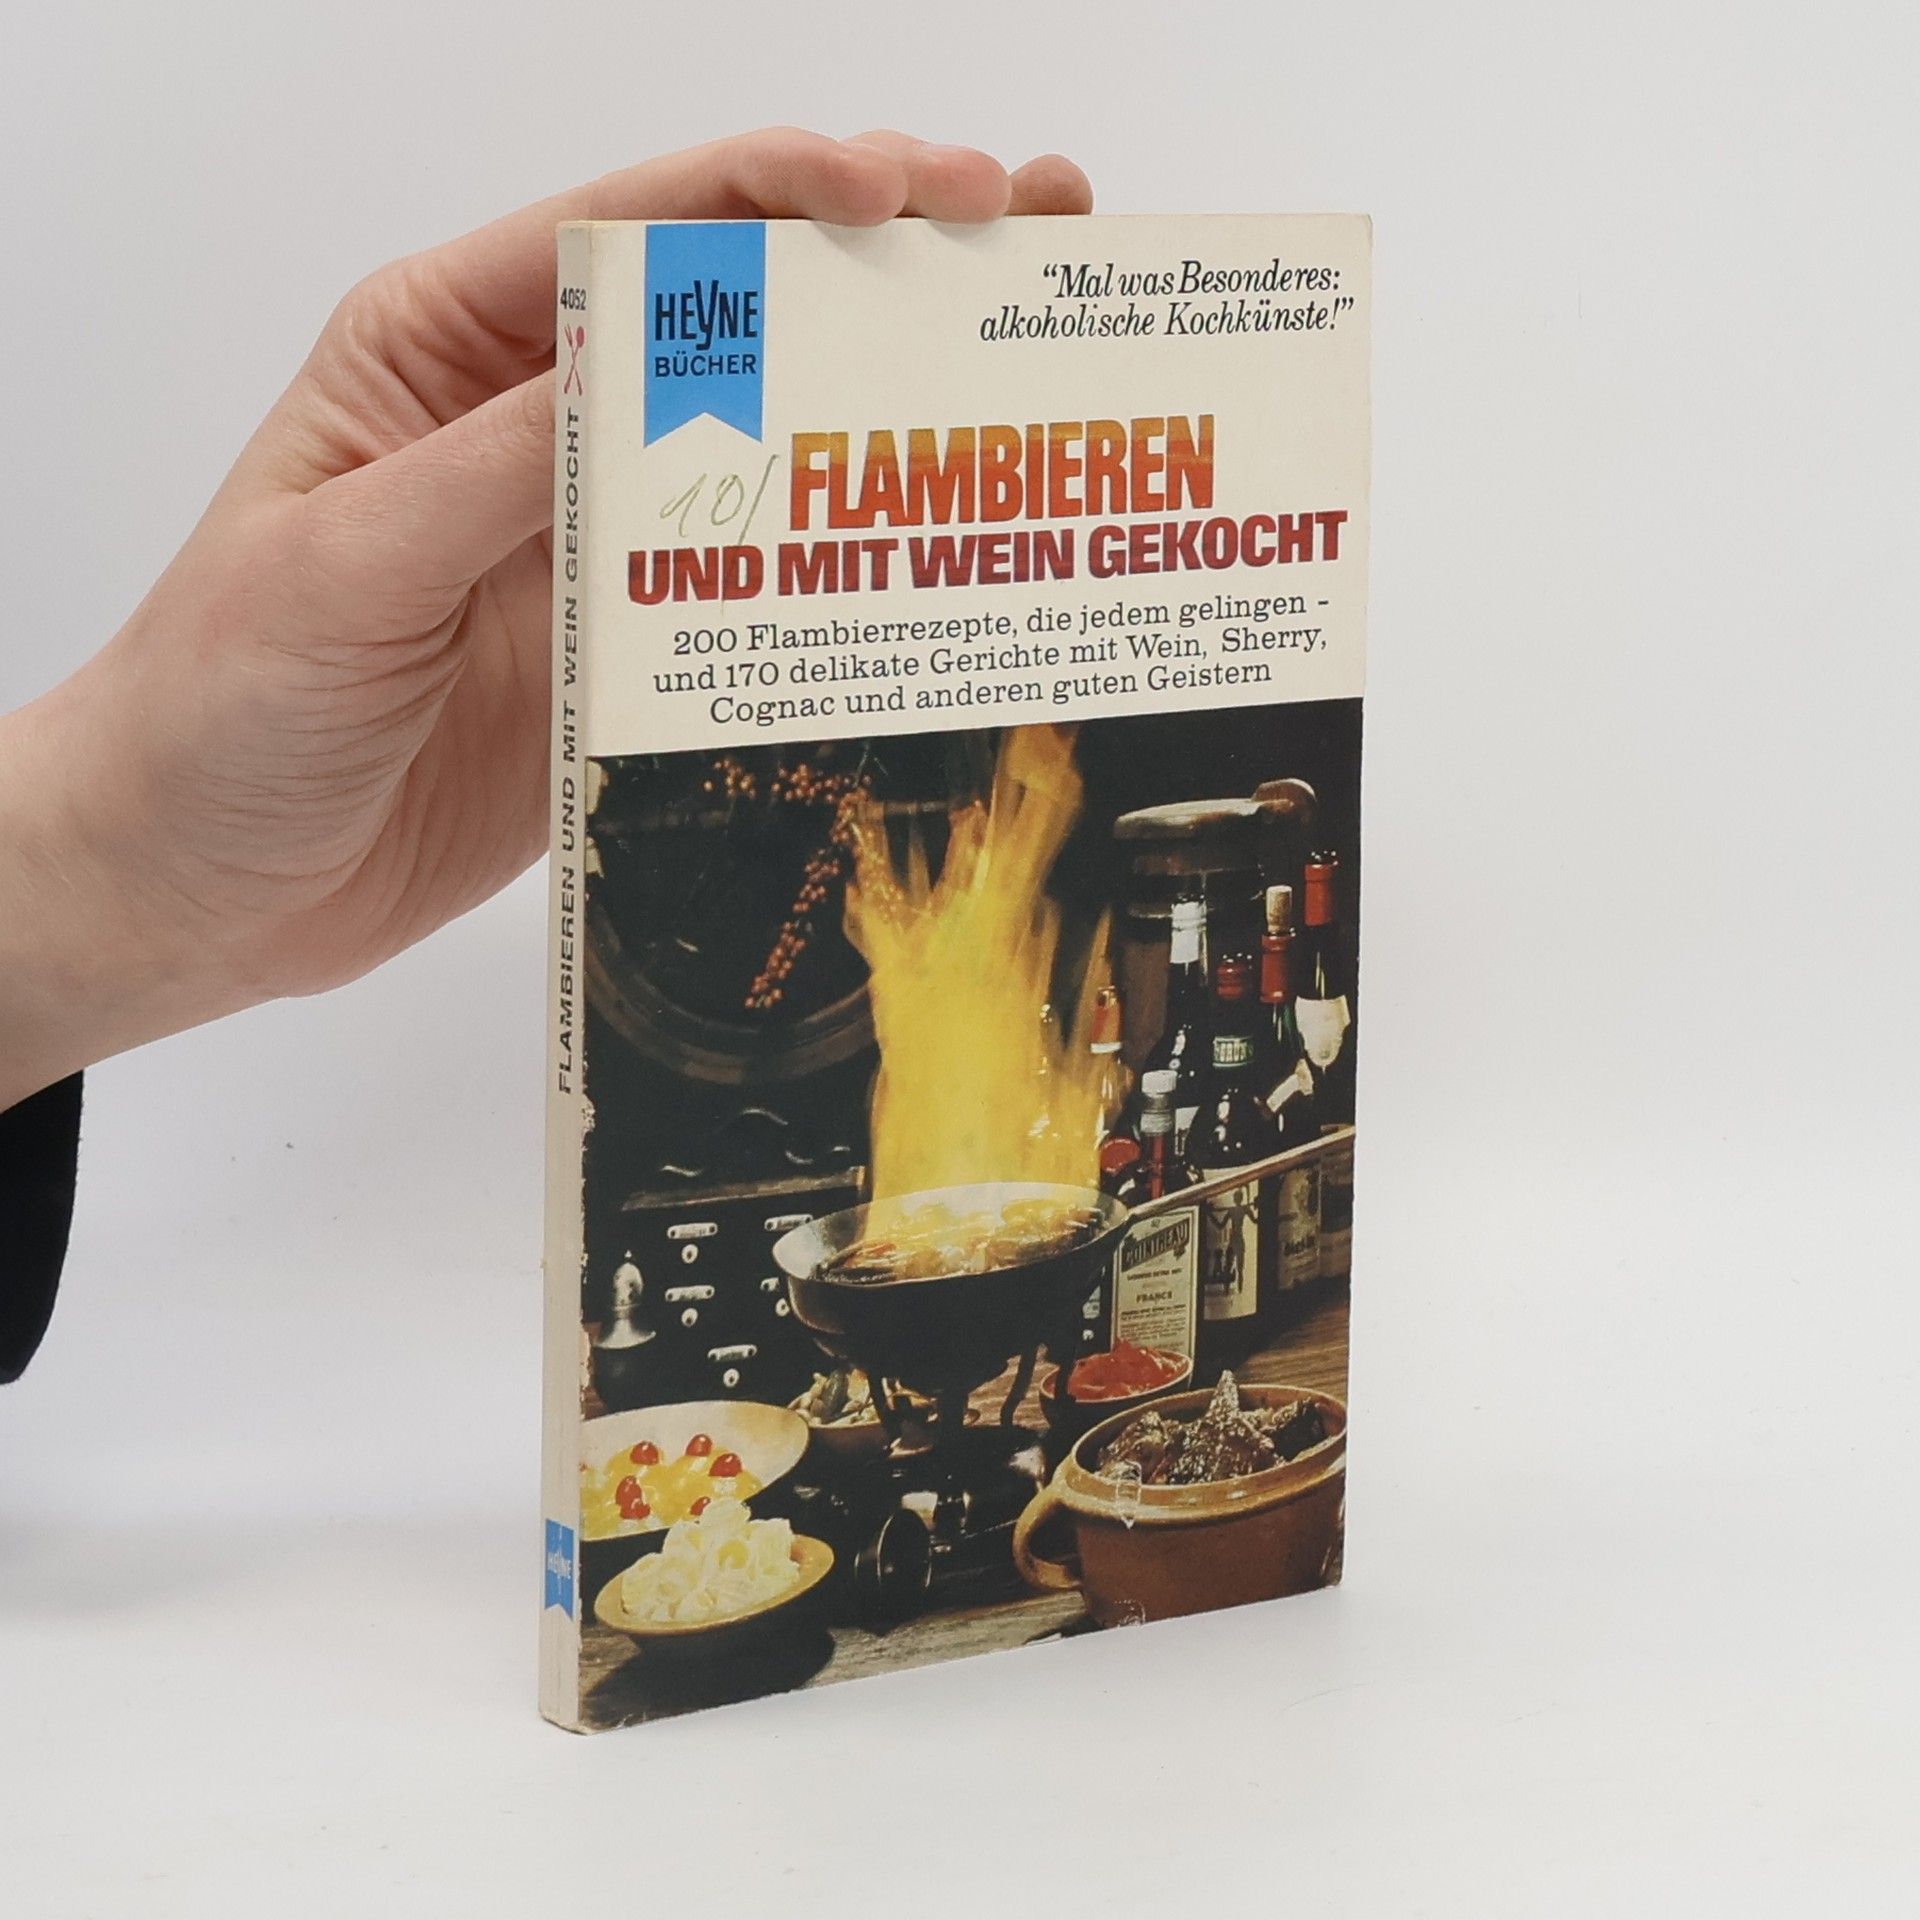 4052
FLAMBIEREN UND MIT WEIN GEKOCHT
HEYNE
HEYNE
BÜCHER
“Mal was Besonderes:
alkoholische Kochkünste!”
10/
FLAMBIEREN
UND MIT WEIN GEKOCHT
200 Flambierrezepte, die jedem gelingen -
und 170 delikate Gerichte mit Wein, Sherry,
Cognac und anderen guten Geistern
COINTREAU
FRANCE